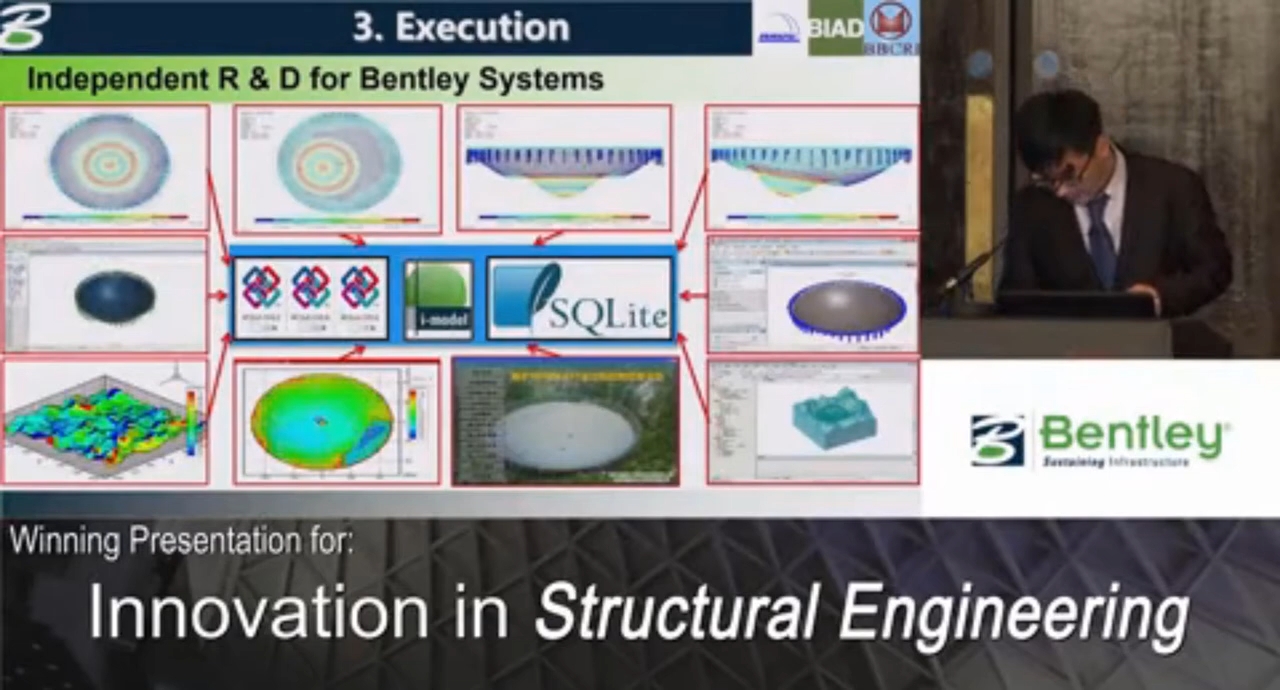 3. Execution
BIAD
BBCRI
Independent R & D for Bentley Systems
i-model
SQLite
Bentley®
Sustaining Infrastructure
Winning Presentation for:
Innovation in Structural Engineering